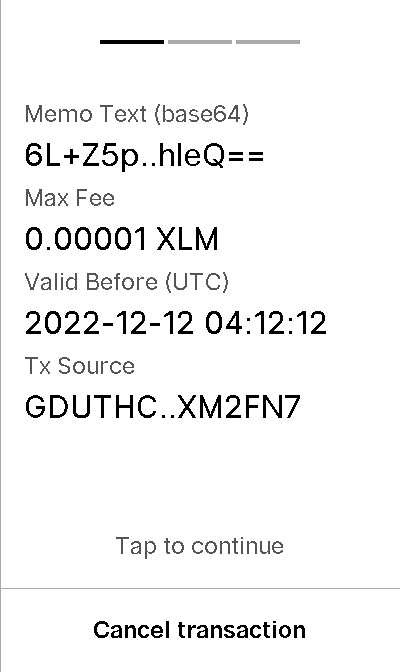 Memo Text (base64)
6L+Z5p..hleQ==
Max Fee
0.00001 XLM
Valid Before (UTC)
2022-12-12 04:12:12
Tx Source
GDUTHC..XM2FN7
Tap to continue
Cancel transaction